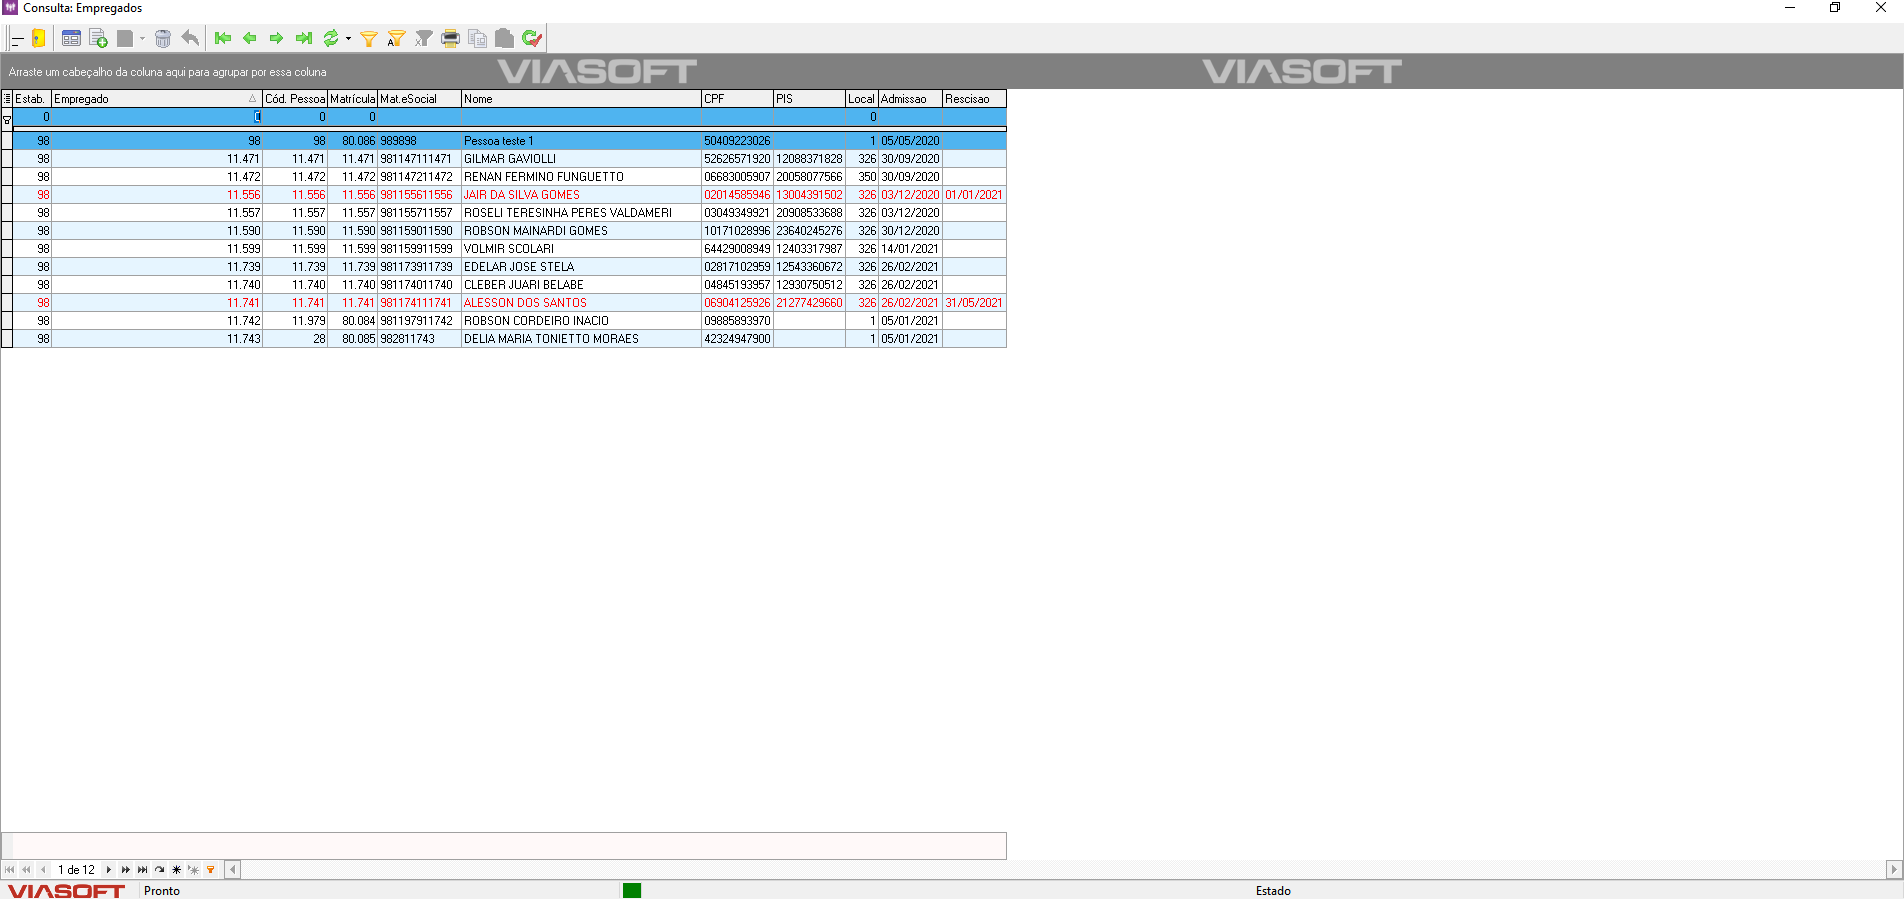 Consulta: Empregados
Arraste um cabeçalho da coluna aqui para agrupar por essa coluna VIASOFT VIASOFT
Estab. Empregado Cód. Pessoa Matrícula Mat.eSocial Nome CPF PIS Local Admissao Rescisao
0 0 0 0 0
98 98 98 80.086 989898 Pessoa teste 1 50409223026 1 05/05/2020
98 11.471 11.471 11.471 981147111471 GILMAR GAVIOLLI 52626571920 12088371828 326 30/09/2020
98 11.472 11.472 11.472 981147211472 RENAN FERMINO FUNGUETTO 06683005907 20058077566 350 30/09/2020
98 11.556 11.556 11.556 981155611556 JAIR DA SILVA GOMES 02014585946 13004391502 326 03/12/2020 01/01/2021
98 11.557 11.557 11.557 981155711557 ROSELI TERESINHA PERES VALDAMERI 03049349921 20908533688 326 03/12/2020
98 11.590 11.590 11.590 981159011590 ROBSON MAINARDI GOMES 10171028996 23640245276 326 30/12/2020
98 11.599 11.599 11.599 981159911599 VOLMIR SCOLARI 64429008949 12403317987 326 14/01/2021
98 11.739 11.739 11.739 981173911739 EDELAR JOSE STELA 02817102959 12543360672 326 26/02/2021
98 11.740 11.740 11.740 981174011740 CLEBER JUARI BELABE 04845193957 12930750512 326 26/02/2021
98 11.741 11.741 11.741 981174111741 ALESSON DOS SANTOS 06904125926 21277429660 326 26/02/2021 31/05/2021
98 11.742 11.979 80.084 981197911742 ROBSON CORDEIRO INACIO 09885893970 1 05/01/2021
98 11.743 28 80.085 982811743 DELIA MARIA TONIETTO MORAES 42324947900 1 05/01/2021
1 de 12
VIASOFT Pronto Estado